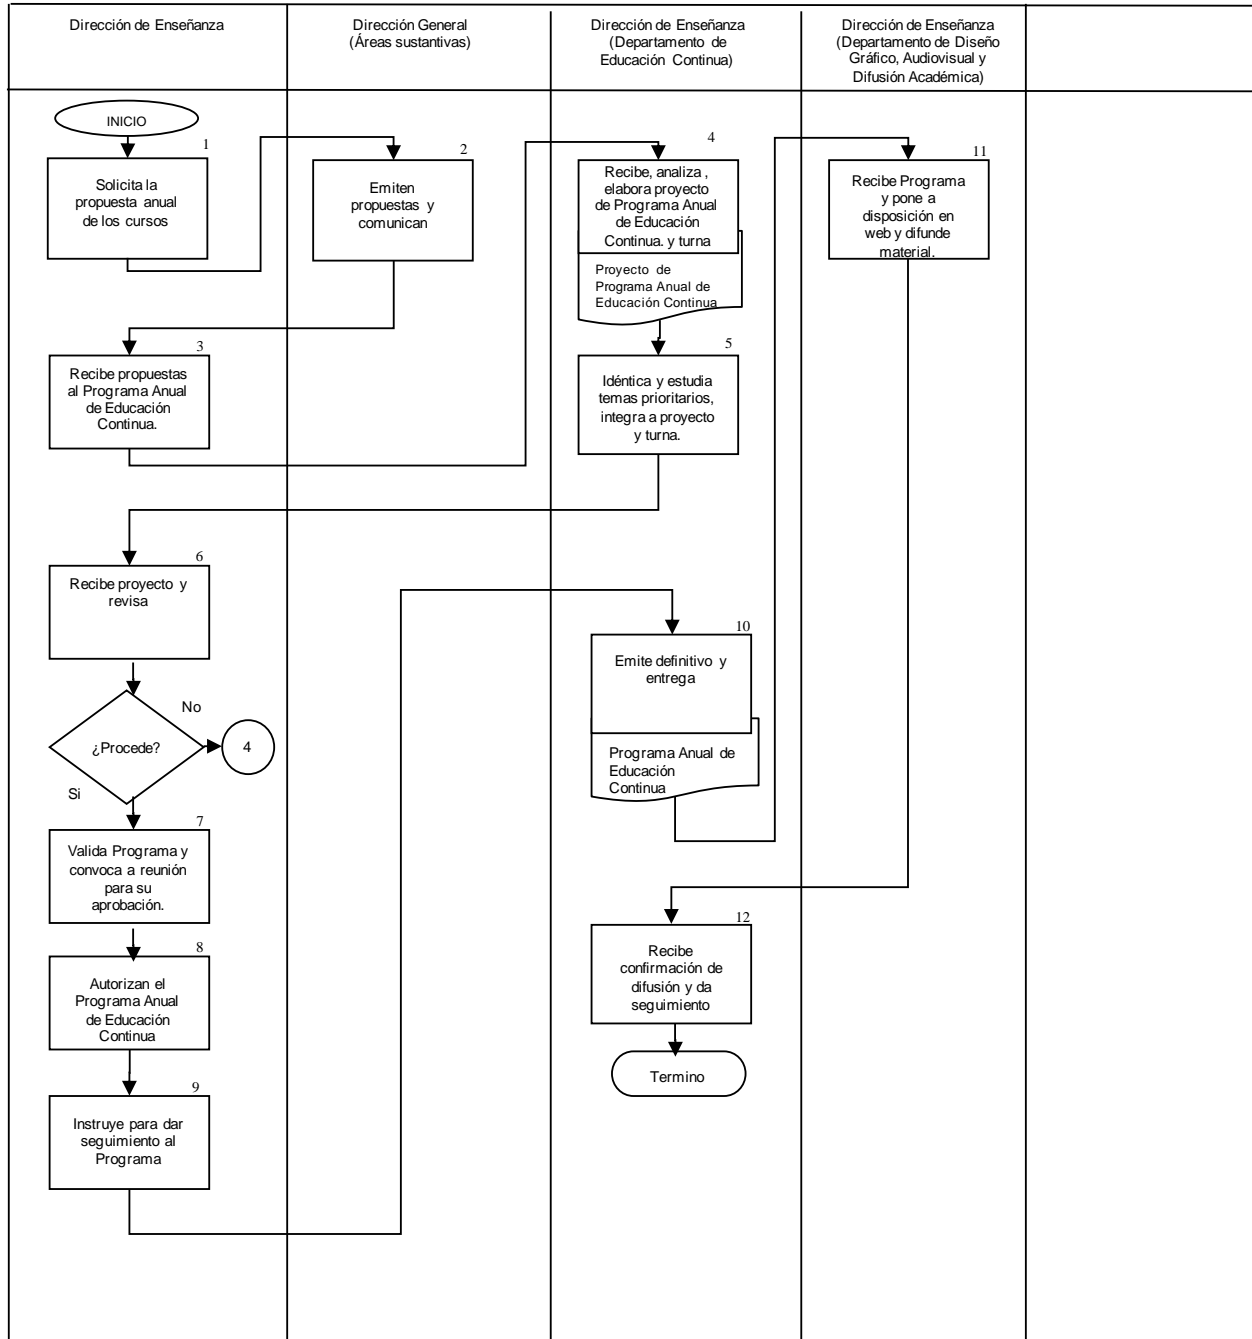 Dirección de Enseñanza
Dirección General
(Áreas sustantivas)
Dirección de Enseñanza
(Departamento de
Educación Continua)
Dirección de Enseñanza
(Departamento de Diseño
Gráfico, Audiovisual y
Difusión Académica)
INICIO
1
Solicita la
propuesta anual
de los cursos
2
Emiten
propuestas y
comunican
3
Recibe propuestas
al Programa Anual
de Educación
Continua.
4
Recibe, analiza ,
elabora proyecto
de Programa Anual
de Educación
Continua. y turna
Proyecto de
Programa Anual de
Educación Continua
5
Idéntica y estudia
temas prioritarios,
integra a proyecto
y turna.
6
Recibe proyecto y
revisa
¿Procede?
No
4
Si
7
Valida Programa y
convoca a reunión
para su
aprobación.
8
Autorizan el
Programa Anual
de Educación
Continua
9
Instruye para dar
seguimiento al
Programa
10
Emite definitivo y
entrega
Programa Anual de
Educación
Continua
11
Recibe Programa
y pone a
disposición en
web y difunde
material.
12
Recibe
confirmación de
difusión y da
seguimiento
Termino